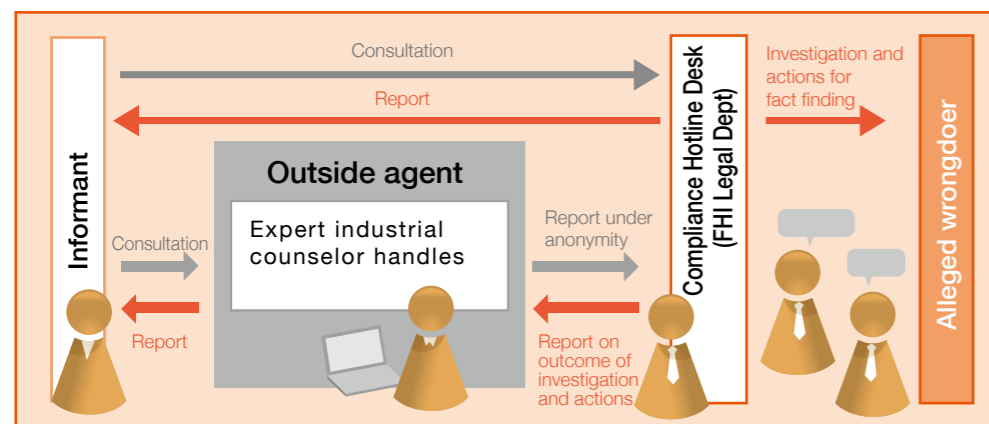 Consultation
Report
Informant
Outside agent
Expert industrial
counselor handles
Consultation
Report
Report under
anonymity
Report on
outcome of
investigation
and actions
Compliance Hotline Desk
(FHI Legal Dept)
Investigation and
actions for
fact finding
Alleged wrongdoer